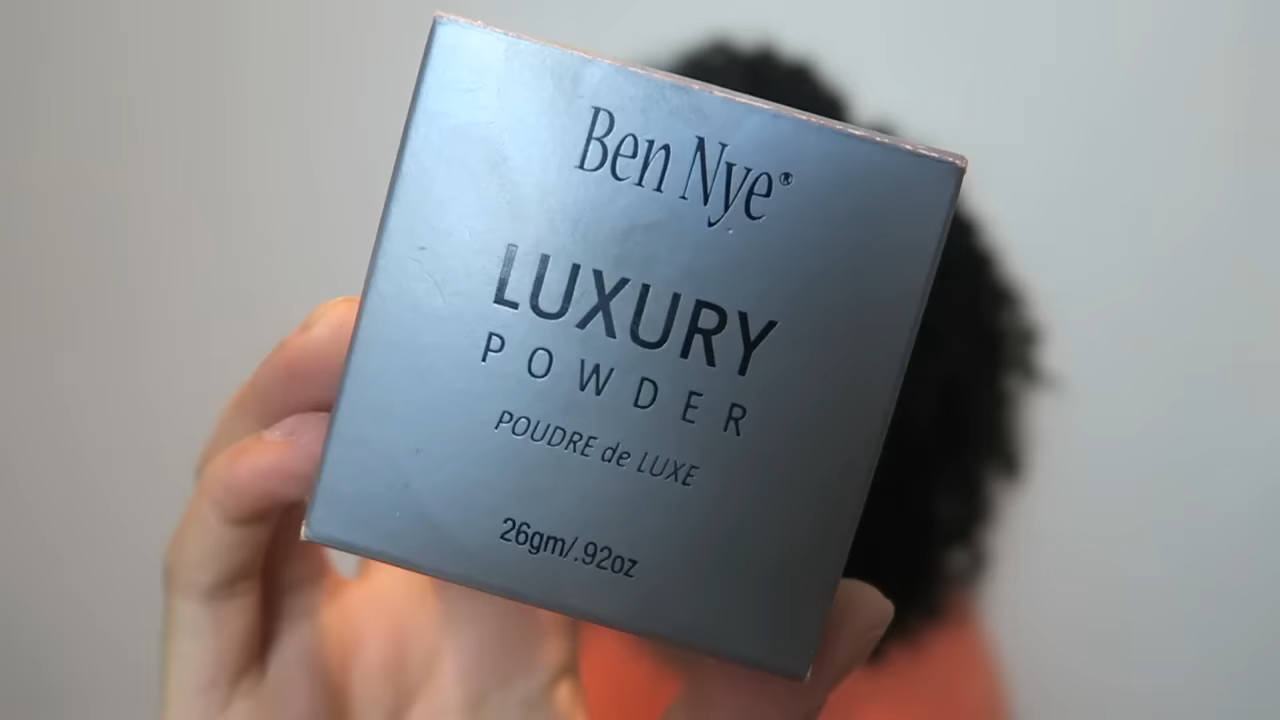 Ben Nye®
LUXURY
POWDER
POUDRE de LUXE
26gm/.92oz